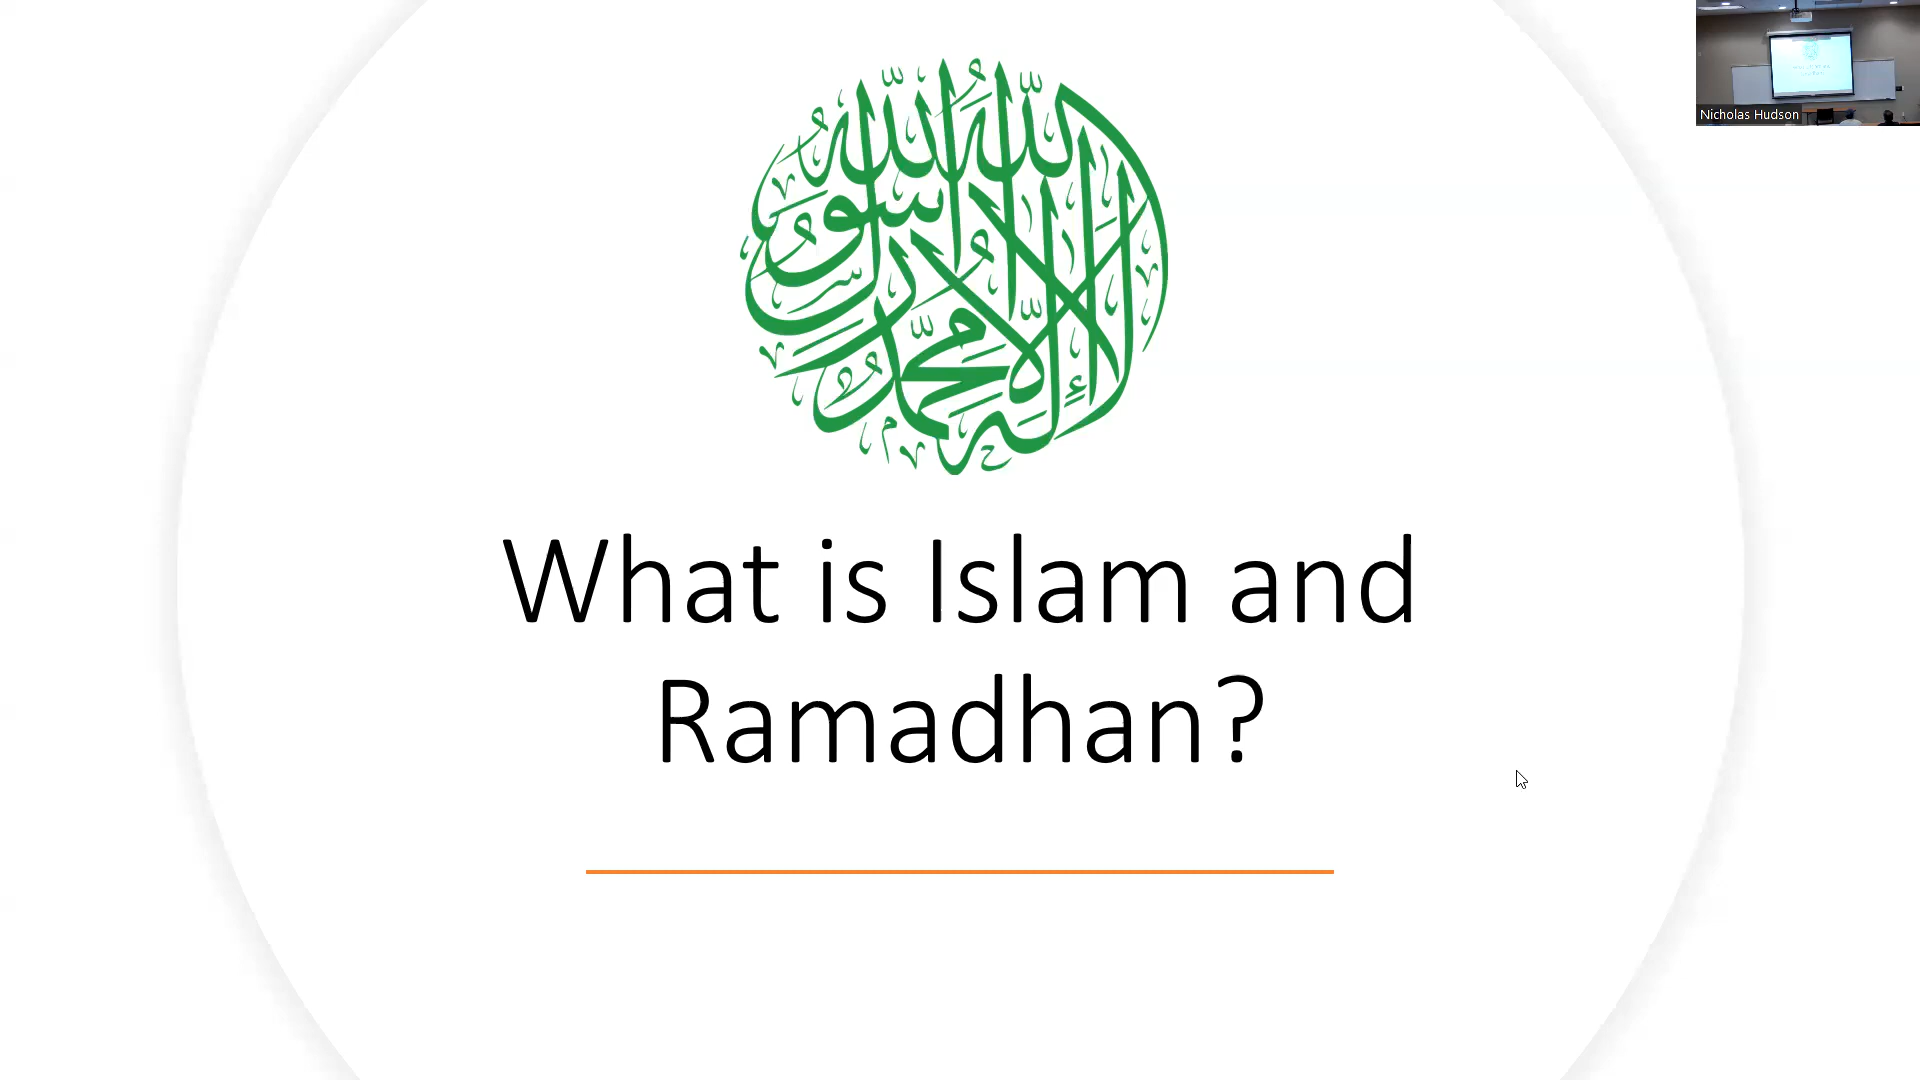 لا إله إلا الله محمد رسول الله
What is Islam and
Ramadhan?
Nicholas Hudson